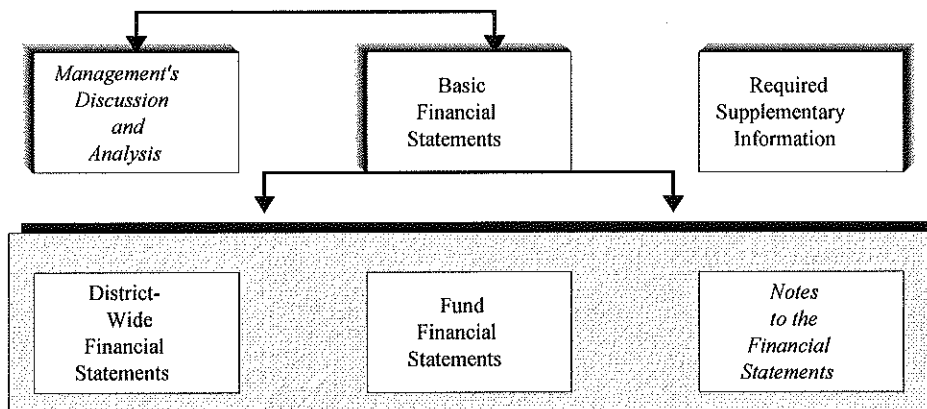 Management's
Discussion
and
Analysis
Basic
Financial
Statements
Required
Supplementary
Information
District-
Wide
Financial
Statements
Fund
Financial
Statements
Notes
to the
Financial
Statements